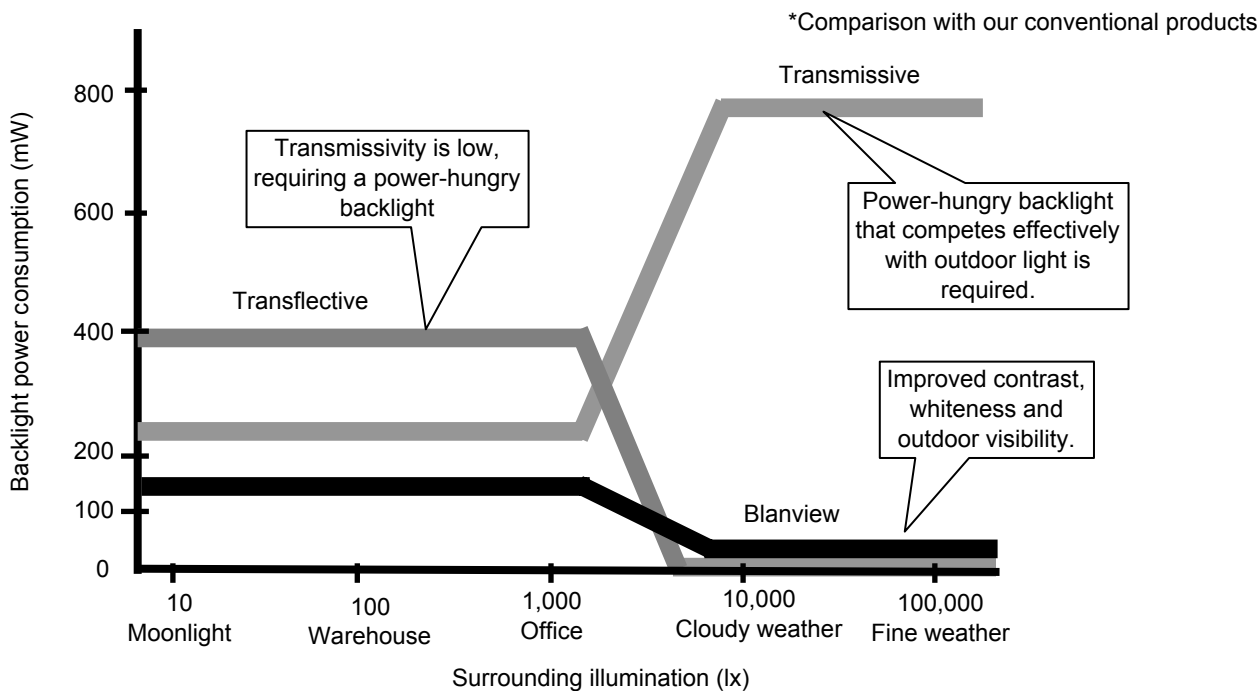 *Comparison with our conventional products
Transmissive
Transmissivity is low,
requiring a power-hungry
backlight
Power-hungry backlight
that competes effectively
with outdoor light is
required.
Transflective
Improved contrast,
whiteness and
outdoor visibility.
Blanview
Backlight power consumption (mW)
800
600
400
200
100
0
10
Moonlight
100
Warehouse
1,000
Office
10,000
Cloudy weather
100,000
Fine weather
Surrounding illumination (lx)